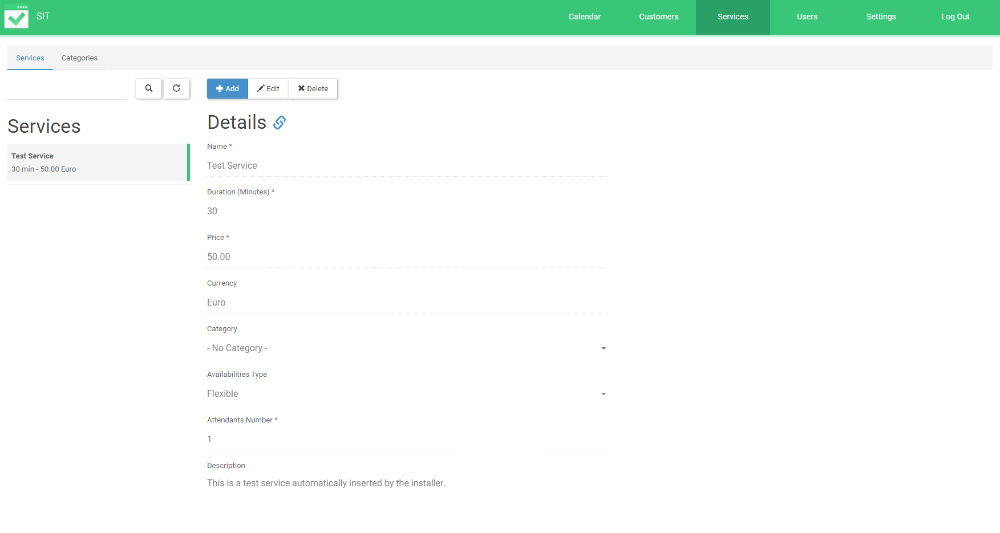 SIT
Calendar
Customers
Services
Users
Settings
Log Out
Services
Categories
Add
Edit
Delete
Services
Test Service
30 min - 50.00 Euro
Details
Name *
Test Service
Duration (Minutes) *
30
Price *
50.00
Currency
Euro
Category
- No Category -
Availabilities Type
Flexible
Attendants Number *
1
Description
This is a test service automatically inserted by the installer.